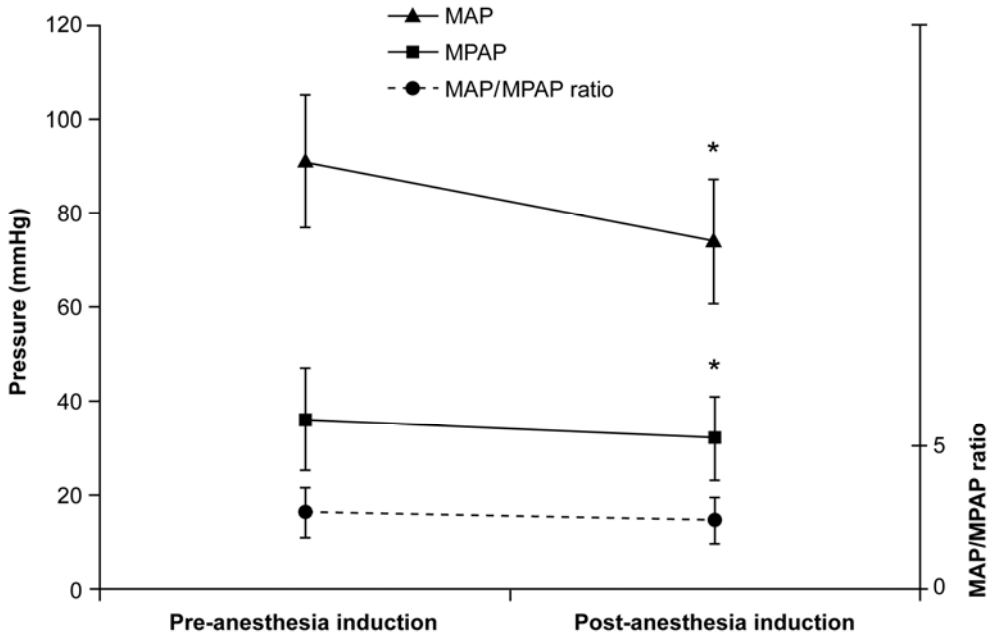 MAP
MPAP
MAP/MPAP ratio
120
100
80
60
40
20
0
Pressure (mmHg)
*
*
5
0
MAP/MPAP ratio
Pre-anesthesia induction
Post-anesthesia induction